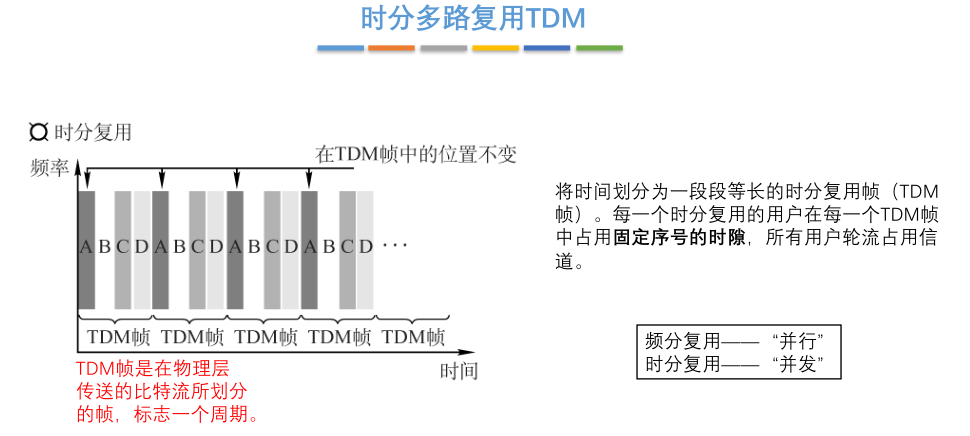 时分多路复用TDM
时分复用
频率
在TDM帧中的位置不变
A B C D A B C D A B C D A B C D ···
TDM帧 TDM帧 TDM帧 TDM帧 TDM帧
时间
TDM帧是在物理层
传送的比特流所划分
的帧，标志一个周期。
将时间划分为一段段等长的时分复用帧（TDM
帧）。每一个时分复用的用户在每一个TDM帧
中占用固定序号的时隙，所有用户轮流占用信
道。
频分复用——“并行”
时分复用——“并发”